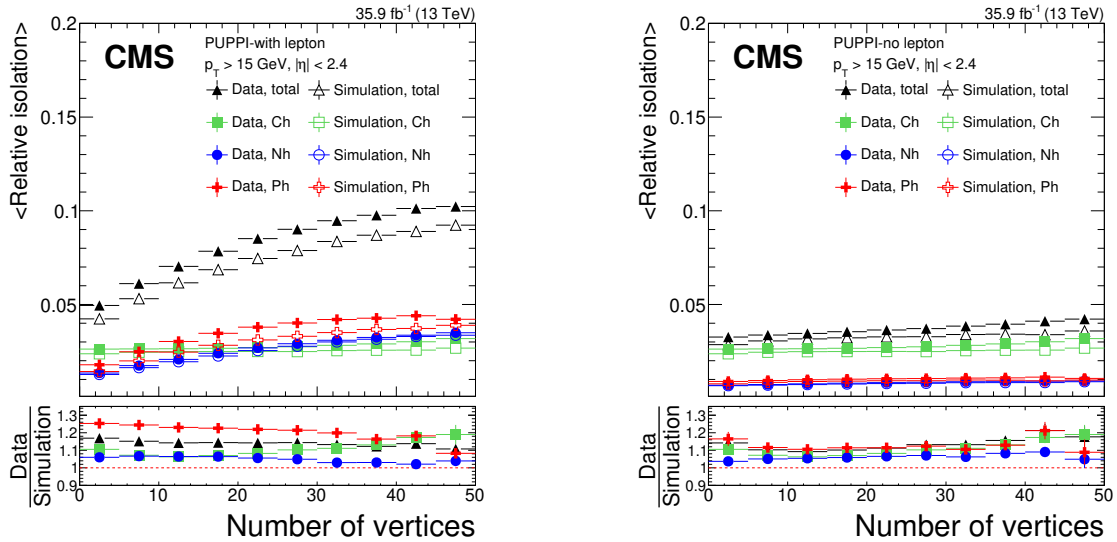 35.9 fb⁻¹ (13 TeV)
<Relative isolation>
0.2
0.15
0.1
0.05
CMS
PUPPI-with lepton
p_T > 15 GeV, |η| < 2.4
Data, total
Simulation, total
Data, Ch
Simulation, Ch
Data, Nh
Simulation, Nh
Data, Ph
Simulation, Ph
Data
Simulation
1.3
1.2
1.1
1
0.9
0 10 20 30 40 50
Number of vertices
35.9 fb⁻¹ (13 TeV)
<Relative isolation>
0.2
0.15
0.1
0.05
CMS
PUPPI-no lepton
p_T > 15 GeV, |η| < 2.4
Data, total
Simulation, total
Data, Ch
Simulation, Ch
Data, Nh
Simulation, Nh
Data, Ph
Simulation, Ph
Data
Simulation
1.3
1.2
1.1
1
0.9
0 10 20 30 40 50
Number of vertices